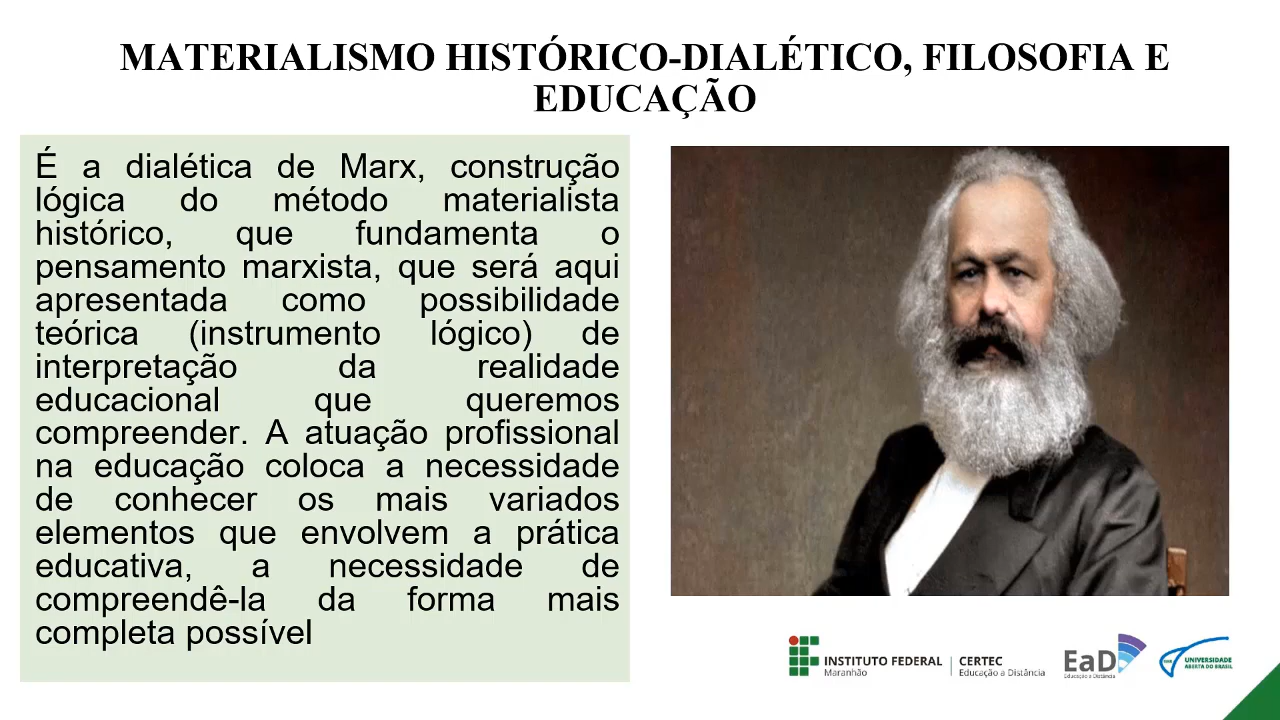 MATERIALISMO HISTÓRICO-DIALÉTICO, FILOSOFIA E
EDUCAÇÃO
É a dialética de Marx, construção
lógica do método materialista
histórico, que fundamenta o
pensamento marxista, que será aqui
apresentada como possibilidade
teórica (instrumento lógico) de
interpretação da realidade
educacional que queremos
compreender. A atuação profissional
na educação coloca a necessidade
de conhecer os mais variados
elementos que envolvem a prática
educativa, a necessidade de
compreendê-la da forma mais
completa possível
INSTITUTO FEDERAL
Maranhão
CERTEC
Educação a Distância
EaD
Educação a Distância
UNIVERSIDADE
ABERTA DO BRASIL